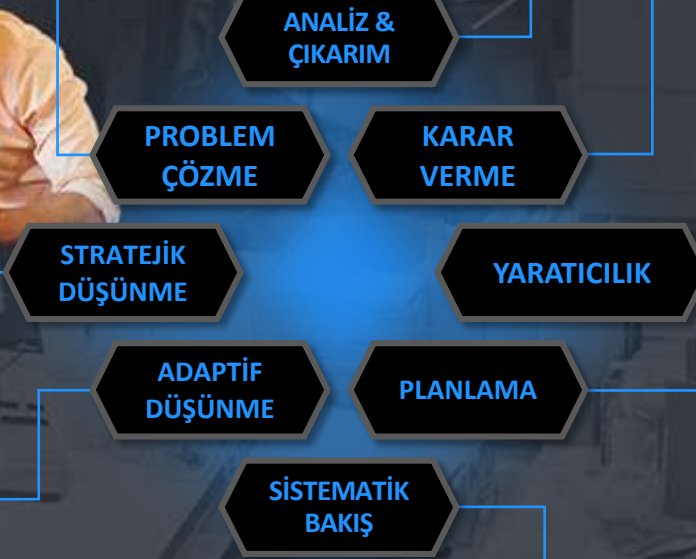 ANALİZ &
ÇIKARIM
PROBLEM
ÇÖZME
KARAR
VERME
STRATEJİK
DÜŞÜNME
YARATICILIK
ADAPTİF
DÜŞÜNME
PLANLAMA
SİSTEMATİK
BAKIŞ